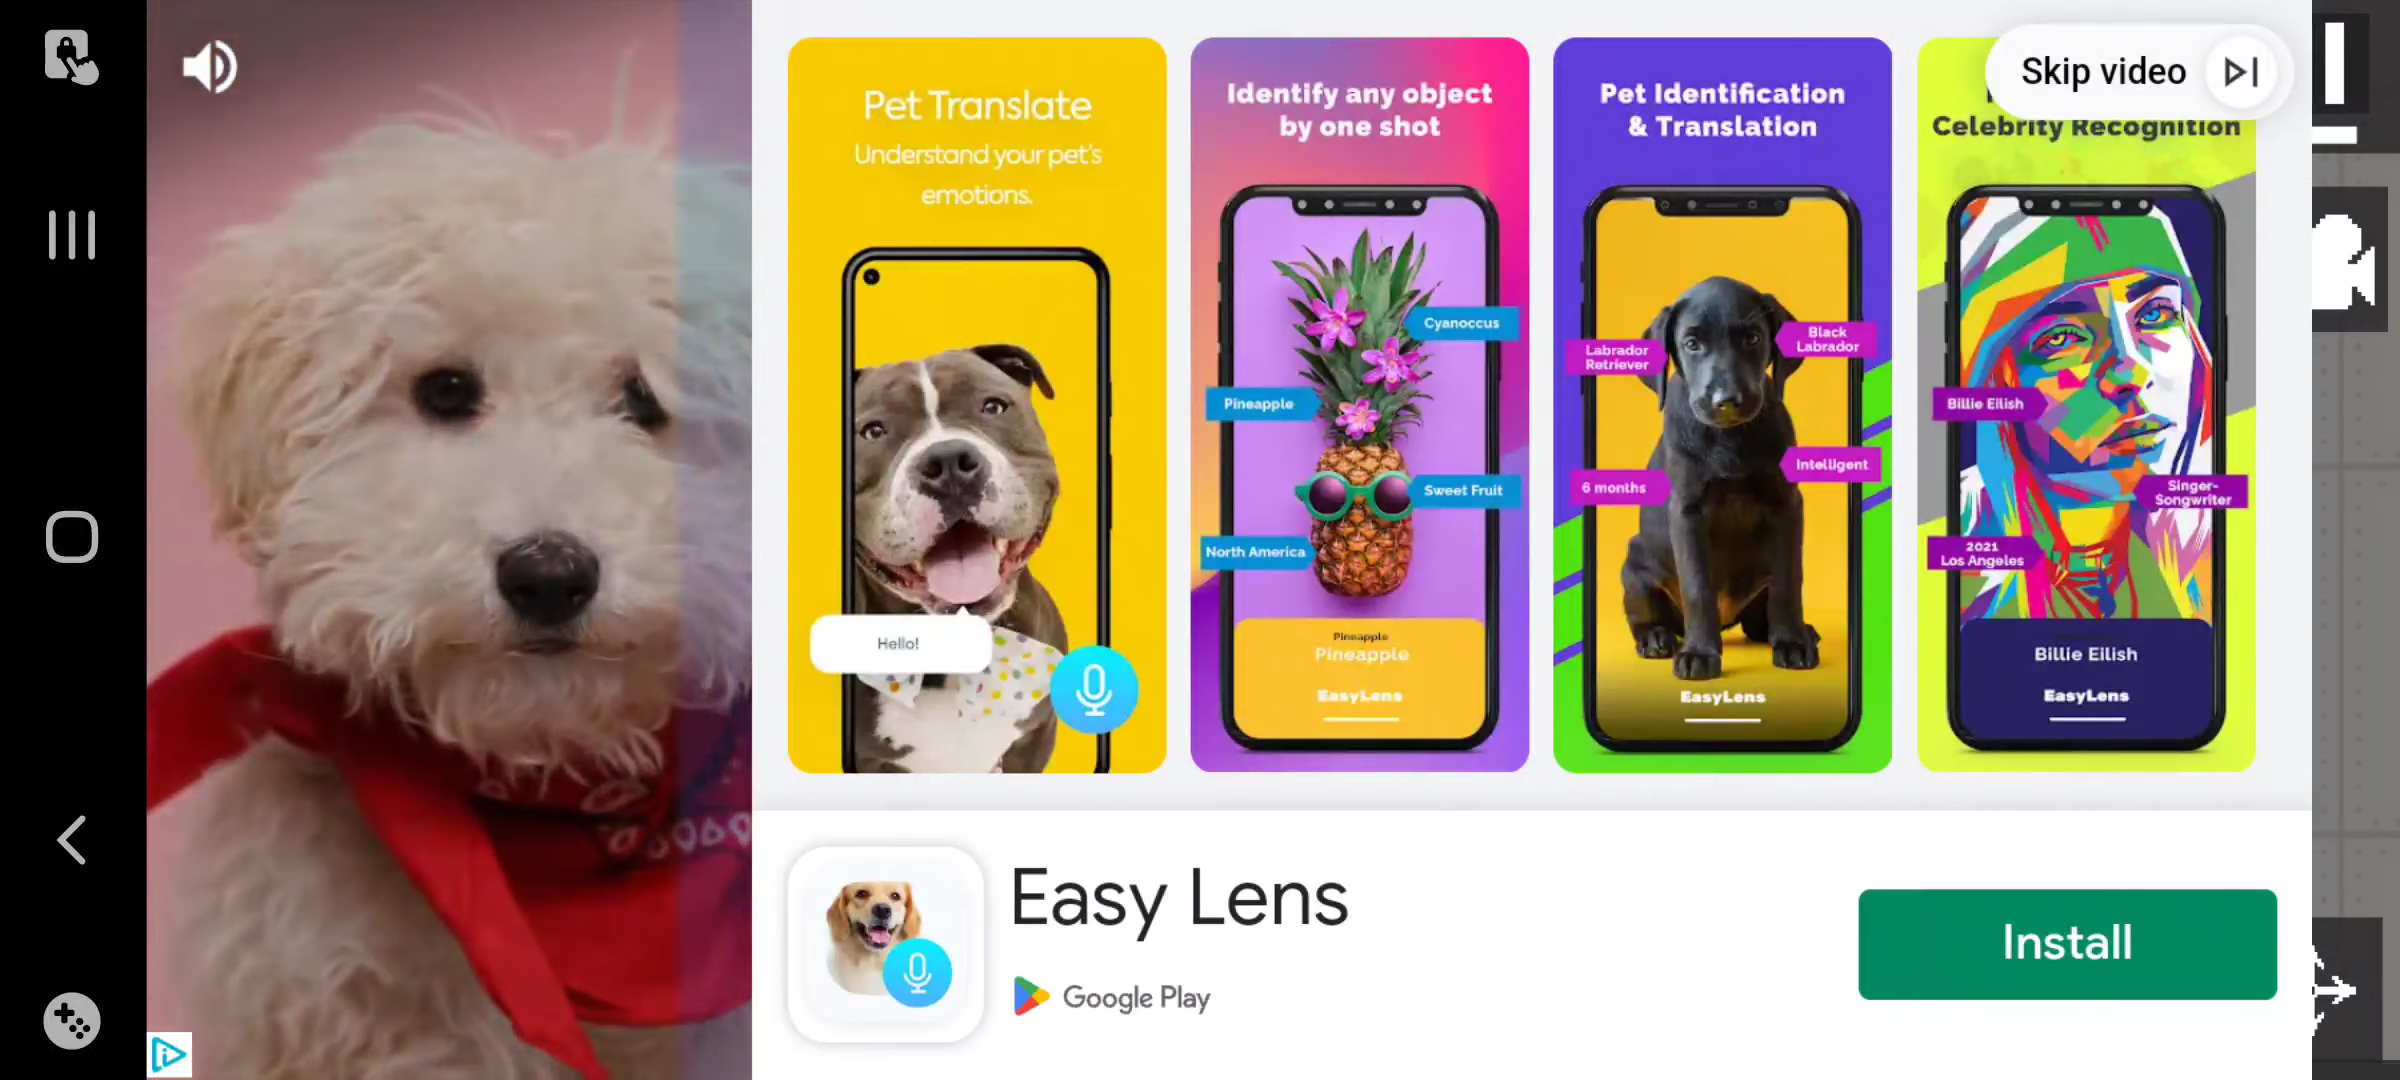 Skip video
Pet Translate
Understand your pet's
emotions.
Hello!
Identify any object
by one shot
Cyanoccus
Pineapple
Sweet Fruit
North America
Pineapple
Pineapple
EasyLens
Pet Identification
& Translation
Black
Labrador
Labrador
Retriever
Intelligent
6 months
EasyLens
Celebrity Recognition
Billie Eilish
Singer-
Songwriter
2021
Los Angeles
Billie Eilish
EasyLens
Easy Lens
Google Play
Install